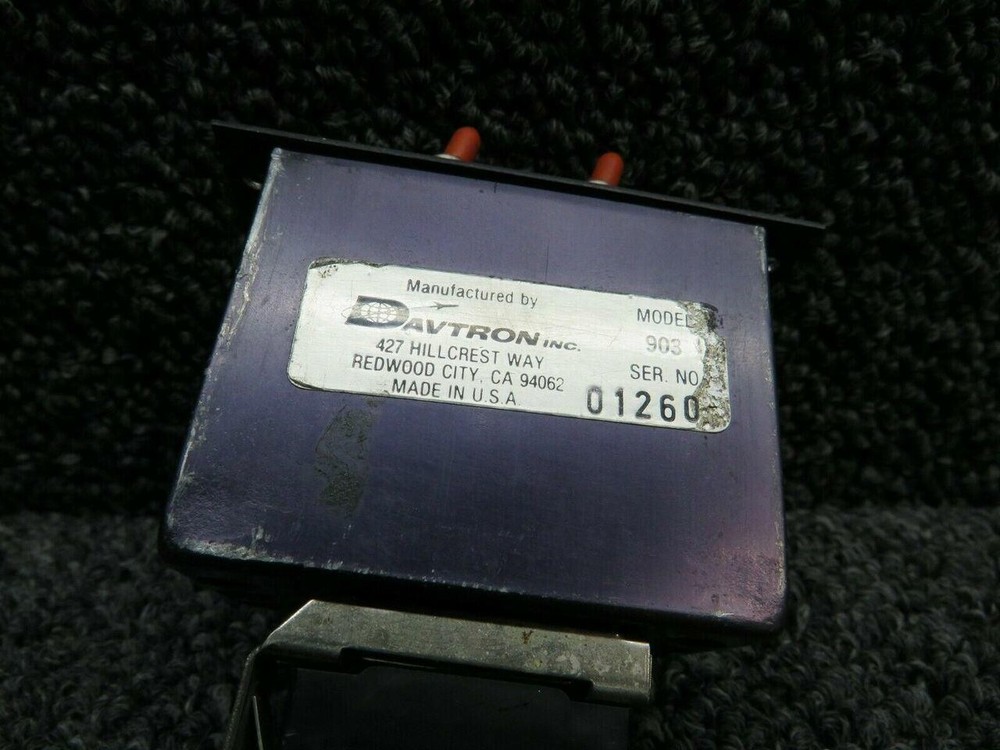 Manufactured by
DAVTRON INC.
427 HILLCREST WAY
REDWOOD CITY, CA 94062
MADE IN U.S.A.
MODEL
903
SER. NO
01260